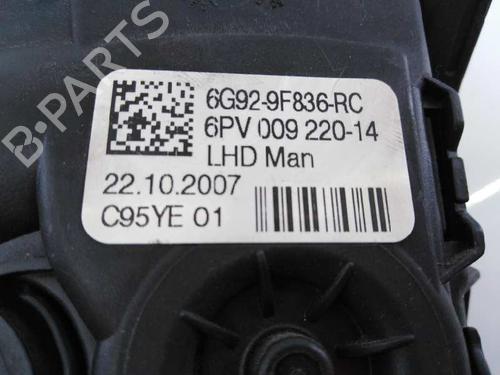 6G92-9F836-RC
6PV 009 220-14
LHD Man
22.10.2007
C95YE 01
B-PARTS